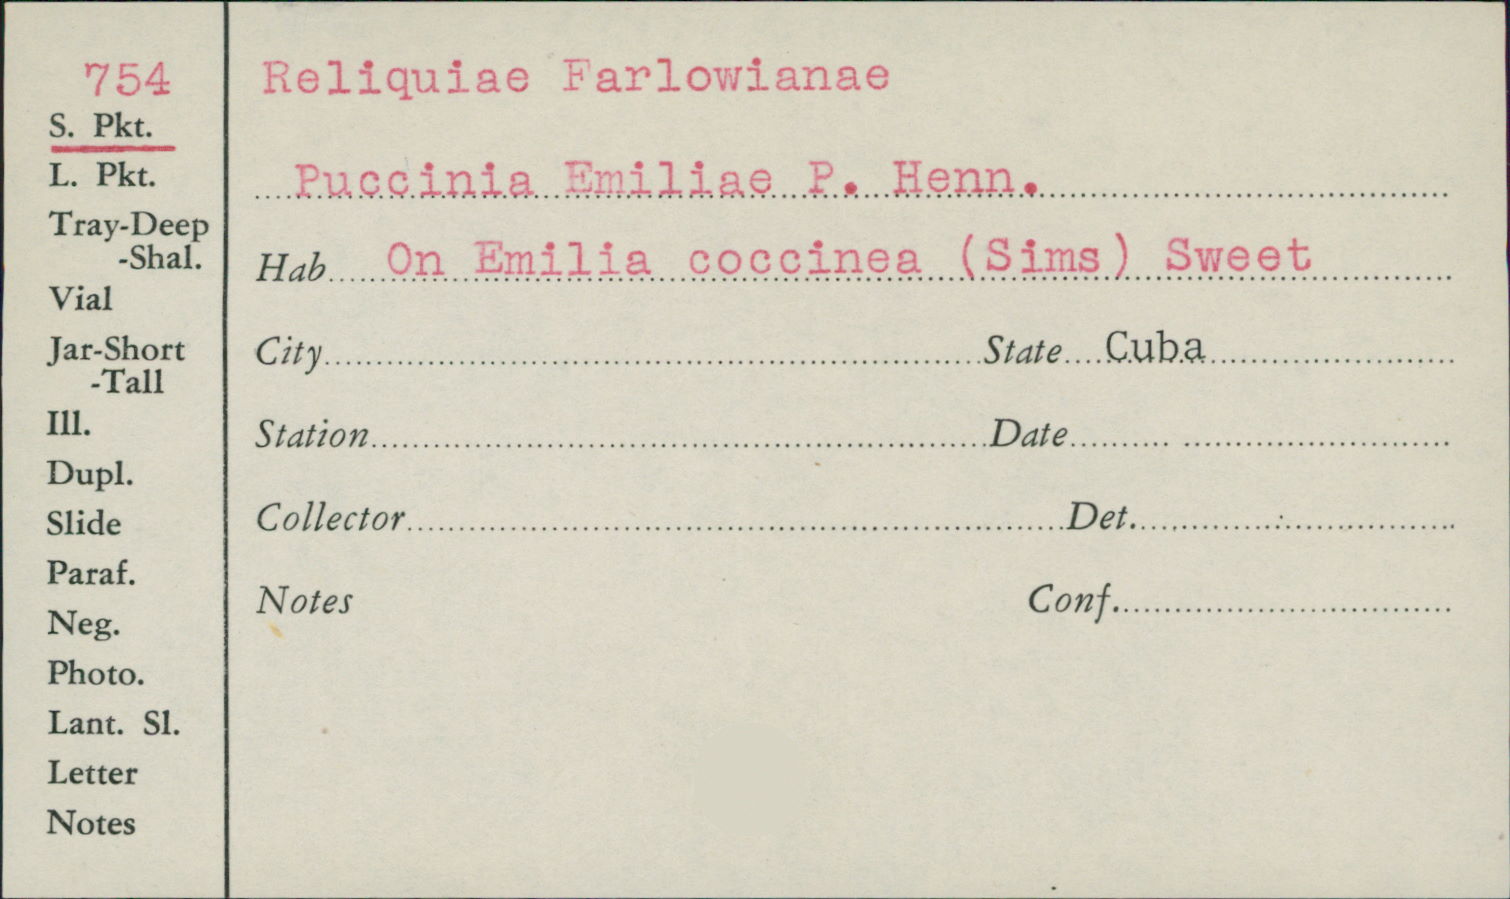 754
S. Pkt.
L. Pkt.
Tray-Deep
-Shal.
Vial
Jar-Short
-Tall
Ill.
Dupl.
Slide
Paraf.
Neg.
Photo.
Lant. Sl.
Letter
Notes
Reliquiae Farlowianae
Puccinia Emiliae P. Henn.
Hab On Emilia coccinea (Sims) Sweet
City State Cuba
Station Date
Collector Det.
Notes Conf.